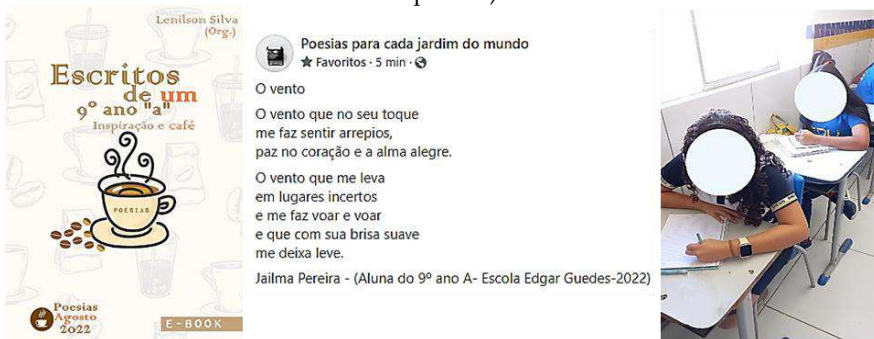 Lenilson Silva
(Org.)
Escritos
de um
9º ano "a"
Inspiração e café
POESIAS
Poesias
Agosto
2022
E-BOOK
Poesias para cada jardim do mundo
Favoritos · 5 min ·
O vento
O vento que no seu toque
me faz sentir arrepios,
paz no coração e a alma alegre.
O vento que me leva
em lugares incertos
e me faz voar e voar
e que com sua brisa suave
me deixa leve.
Jailma Pereira - (Aluna do 9º ano A- Escola Edgar Guedes-2022)